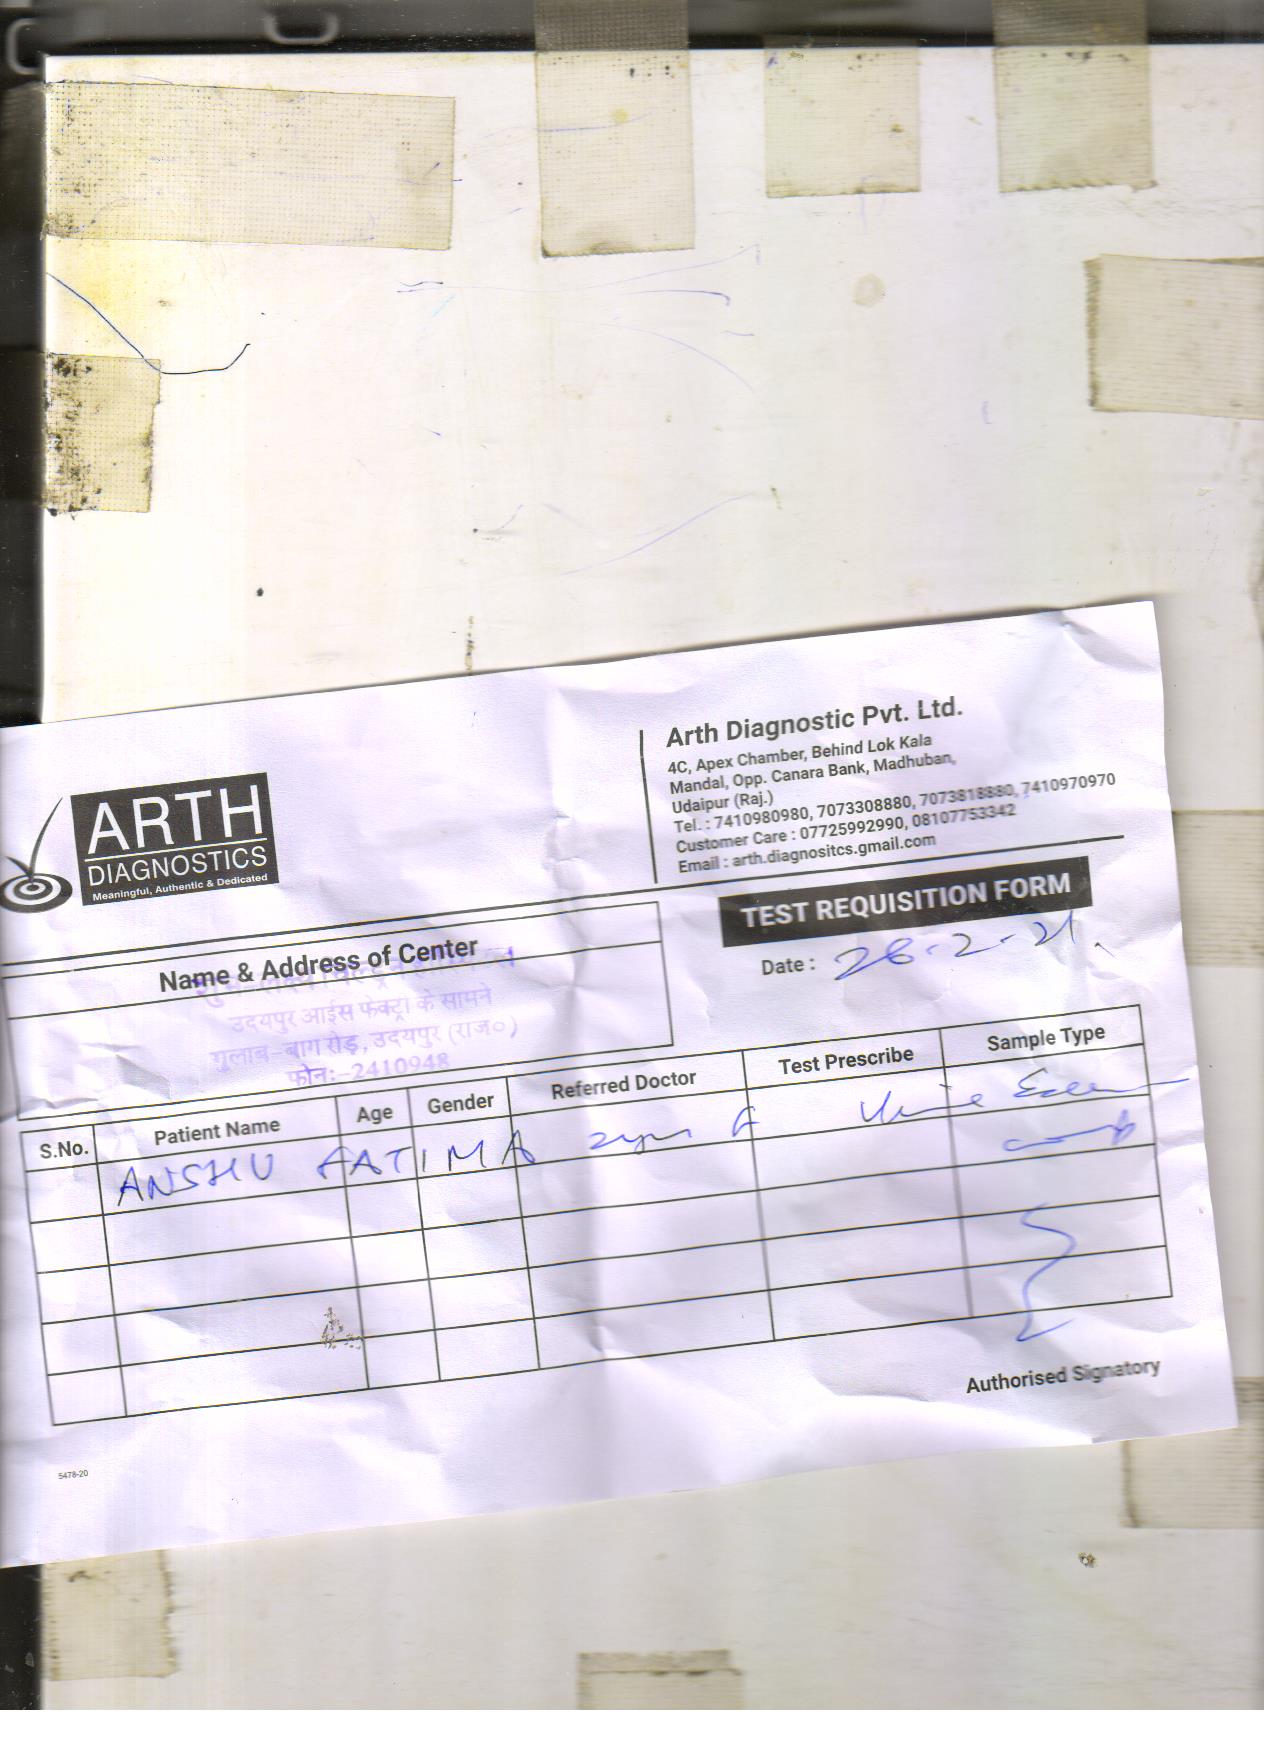 ARTH
DIAGNOSTICS
Meaningful, Authentic & Dedicated
Arth Diagnostic Pvt. Ltd.
4C, Apex Chamber, Behind Lok Kala
Mandal, Opp. Canara Bank, Madhuban,
Udaipur (Raj.)
Tel. : 7410980980, 7073308880, 7073818880, 7410970970
Customer Care : 07725992990, 08107753342
Email : arth.diagnositcs.gmail.com
TEST REQUISITION FORM
Date : 26-2-21
Name & Address of Center
उदयपुर आईस फेक्ट्री के सामने
गुलाब-बाग रोड़, उदयपुर (राज०)
फोन:-2410948
S.No. Patient Name Age Gender Referred Doctor Test Prescribe Sample Type
ANSHU FATIMA Urine
Authorised Signatory
5478-20